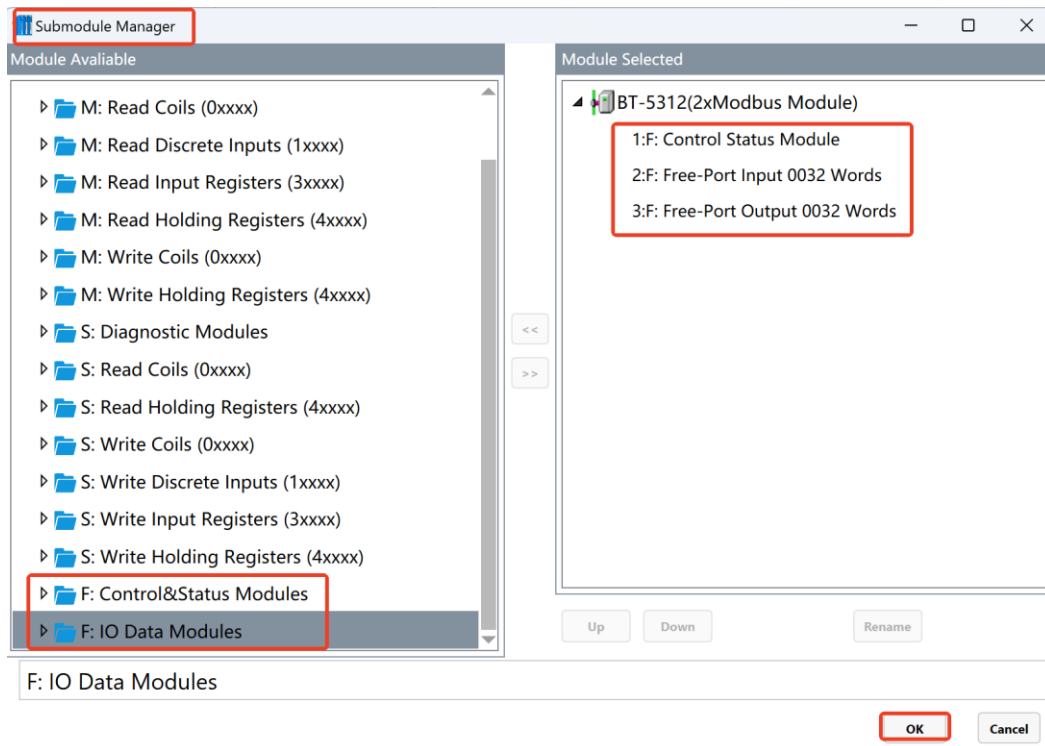 Submodule Manager
Module Avaliable
M: Read Coils (0xxxx)
M: Read Discrete Inputs (1xxxx)
M: Read Input Registers (3xxxx)
M: Read Holding Registers (4xxxx)
M: Write Coils (0xxxx)
M: Write Holding Registers (4xxxx)
S: Diagnostic Modules
S: Read Coils (0xxxx)
S: Read Holding Registers (4xxxx)
S: Write Coils (0xxxx)
S: Write Discrete Inputs (1xxxx)
S: Write Input Registers (3xxxx)
S: Write Holding Registers (4xxxx)
F: Control&Status Modules
F: IO Data Modules
<<
>>
Module Selected
BT-5312(2xModbus Module)
1:F: Control Status Module
2:F: Free-Port Input 0032 Words
3:F: Free-Port Output 0032 Words
Up Down Rename
F: IO Data Modules
OK Cancel